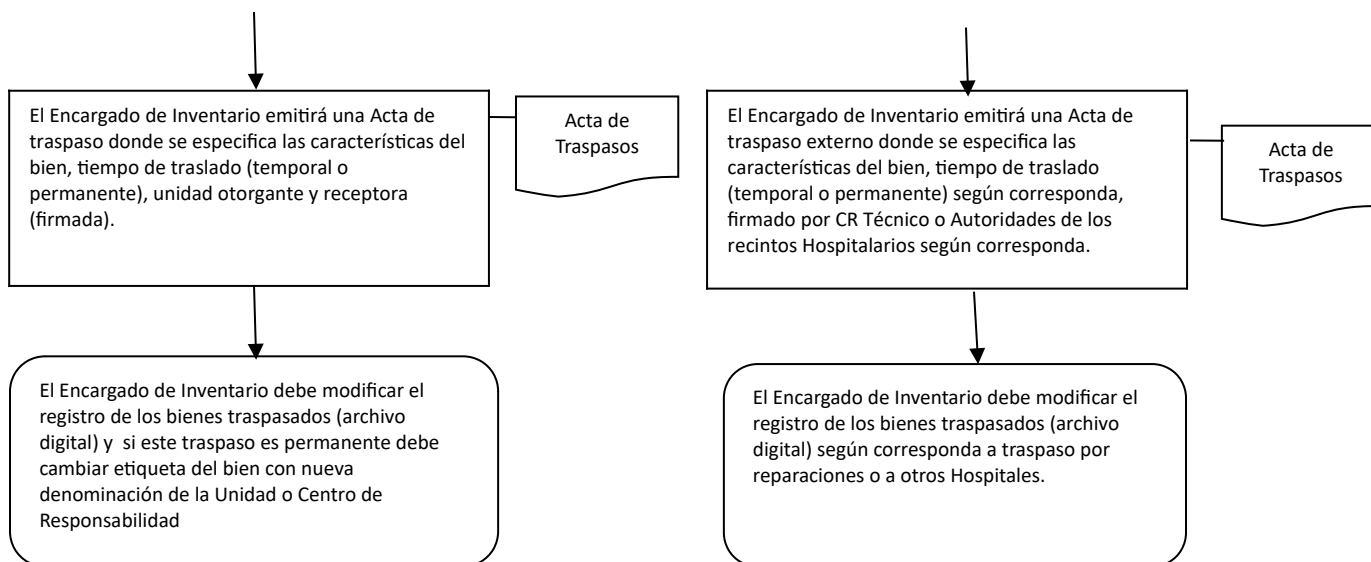 El Encargado de Inventario emitirá una Acta de
traspaso donde se especifica las características del
bien, tiempo de traslado (temporal o
permanente), unidad otorgante y receptora
(firmada).
Acta de
Traspasos
El Encargado de Inventario debe modificar el
registro de los bienes traspasados (archivo
digital) y  si este traspaso es permanente debe
cambiar etiqueta del bien con nueva
denominación de la Unidad o Centro de
Responsabilidad
El Encargado de Inventario emitirá una Acta de
traspaso externo donde se especifica las
características del bien, tiempo de traslado
(temporal o permanente) según corresponda,
firmado por CR Técnico o Autoridades de los
recintos Hospitalarios según corresponda.
Acta de
Traspasos
El Encargado de Inventario debe modificar el
registro de los bienes traspasados (archivo
digital) según corresponda a traspaso por
reparaciones o a otros Hospitales.